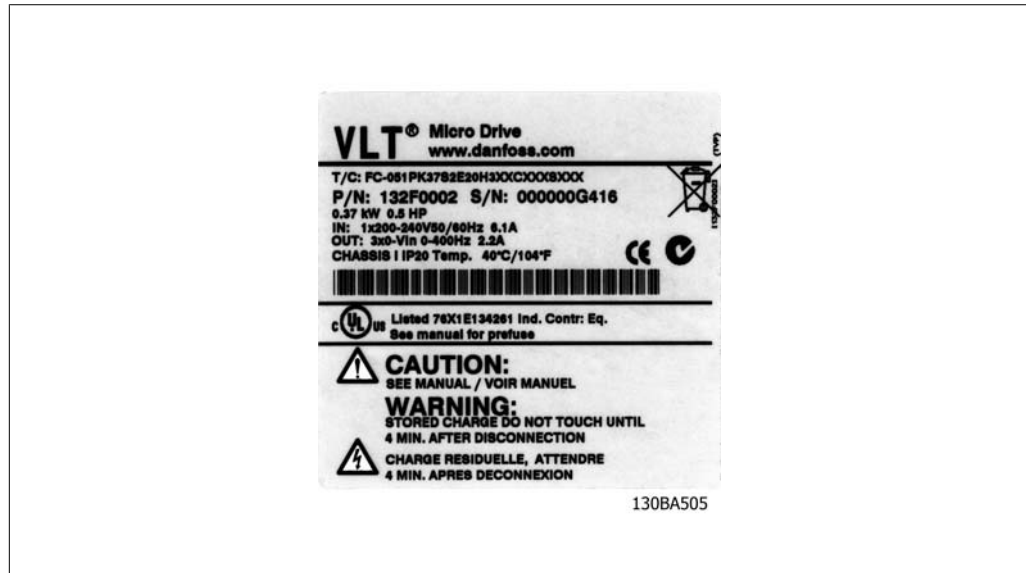 VLT® Micro Drive
www.danfoss.com
(TYP)
T/C: FC-051PK37S2E20H3XXCXXXSXXX
P/N: 132F0002 S/N: 000000G416
0.37 kW 0.5 HP
IN: 1x200-240V50/60Hz 6.1A
OUT: 3x0-Vin 0-400Hz 2.2A
CHASSIS I IP20 Temp. 40°C/104°F
CE
C UL US Listed 76X1E134261 Ind. Contr: Eq.
See manual for prefuse
CAUTION:
SEE MANUAL / VOIR MANUEL
WARNING:
STORED CHARGE DO NOT TOUCH UNTIL
4 MIN. AFTER DISCONNECTION
CHARGE RESIDUELLE, ATTENDRE
4 MIN. APRES DECONNEXION
130BA505